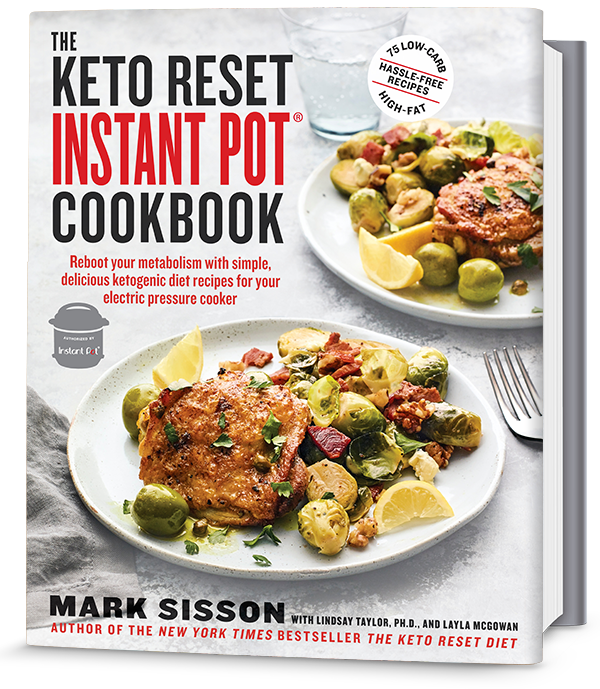 THE
KETO RESET
INSTANT POT®
COOKBOOK
Reboot your metabolism with simple,
delicious ketogenic diet recipes for your
electric pressure cooker
75 LOW-CARB
HASSLE-FREE
RECIPES
HIGH-FAT
AUTHORIZED BY
Instant Pot
MARK SISSON WITH LINDSAY TAYLOR, PH.D., AND LAYLA MCGOWAN
AUTHOR OF THE NEW YORK TIMES BESTSELLER THE KETO RESET DIET